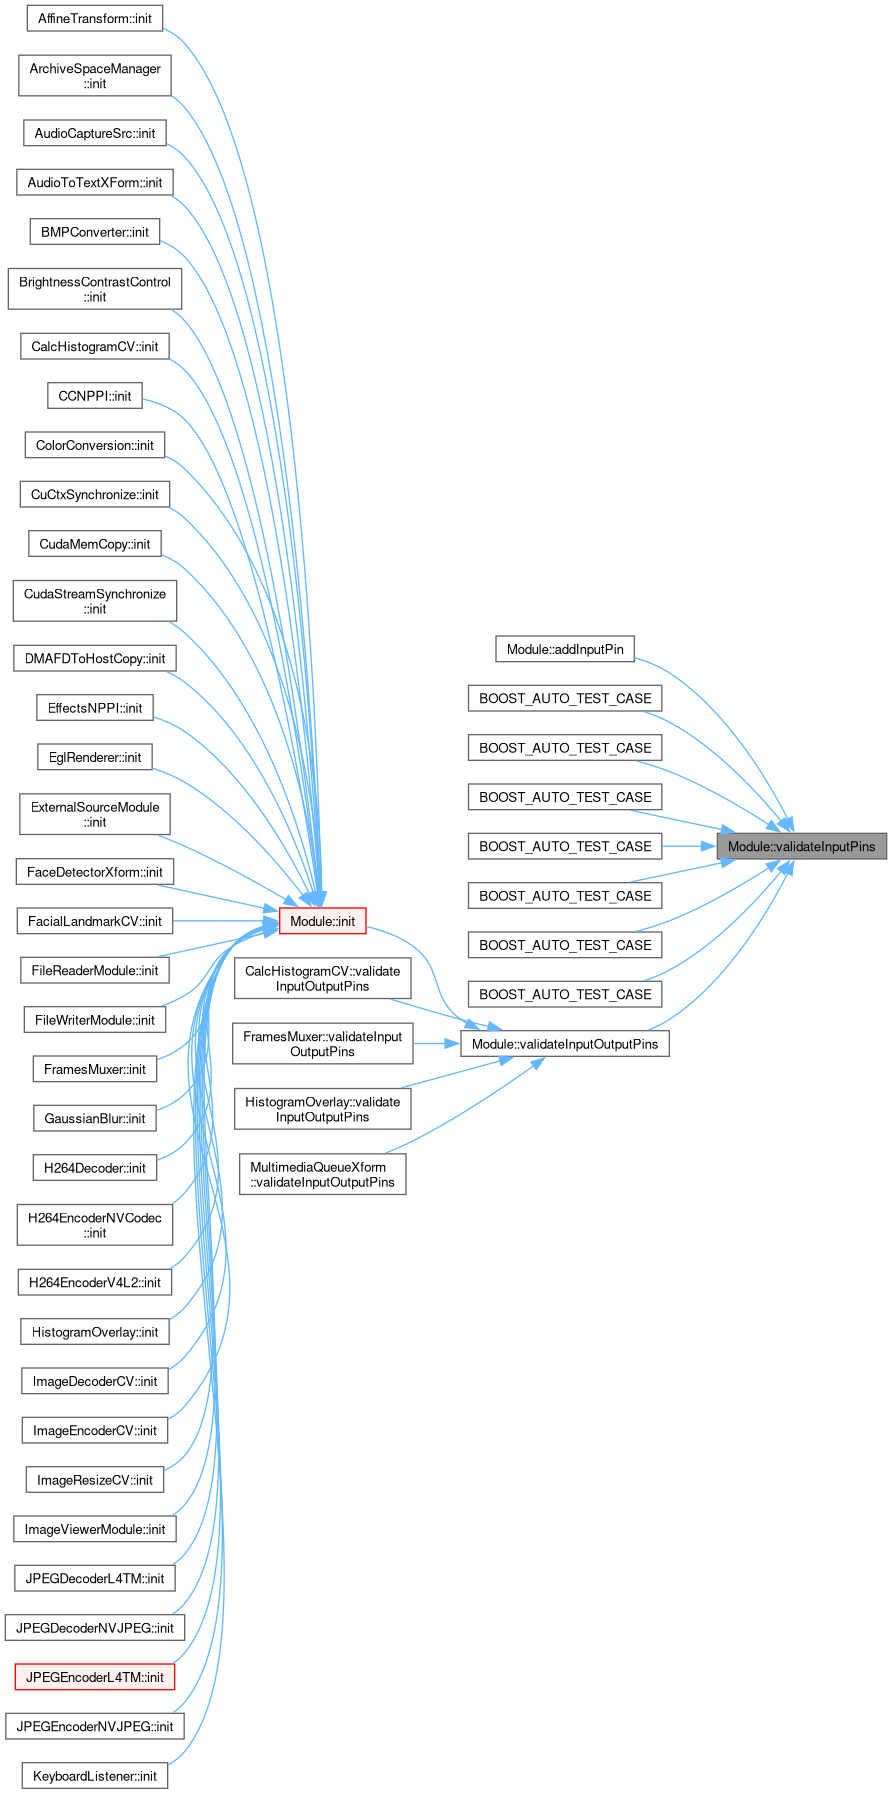 AffineTransform::init
ArchiveSpaceManager
::init
AudioCaptureSrc::init
AudioToTextXForm::init
BMPConverter::init
BrightnessContrastControl
::init
CalcHistogramCV::init
CCNPPI::init
ColorConversion::init
CuCtxSynchronize::init
CudaMemCopy::init
CudaStreamSynchronize
::init
DMAFDToHostCopy::init
EffectsNPPI::init
EglRenderer::init
ExternalSourceModule
::init
FaceDetectorXform::init
FacialLandmarkCV::init
FileReaderModule::init
FileWriterModule::init
FramesMuxer::init
GaussianBlur::init
H264Decoder::init
H264EncoderNVCodec
::init
H264EncoderV4L2::init
HistogramOverlay::init
ImageDecoderCV::init
ImageEncoderCV::init
ImageResizeCV::init
ImageViewerModule::init
JPEGDecoderL4TM::init
JPEGDecoderNVJPEG::init
JPEGEncoderL4TM::init
JPEGEncoderNVJPEG::init
KeyboardListener::init
Module::init
CalcHistogramCV::validate
InputOutputPins
FramesMuxer::validateInput
OutputPins
HistogramOverlay::validate
InputOutputPins
MultimediaQueueXform
::validateInputOutputPins
Module::addInputPin
BOOST_AUTO_TEST_CASE
BOOST_AUTO_TEST_CASE
BOOST_AUTO_TEST_CASE
BOOST_AUTO_TEST_CASE
BOOST_AUTO_TEST_CASE
BOOST_AUTO_TEST_CASE
BOOST_AUTO_TEST_CASE
Module::validateInputOutputPins
Module::validateInputPins